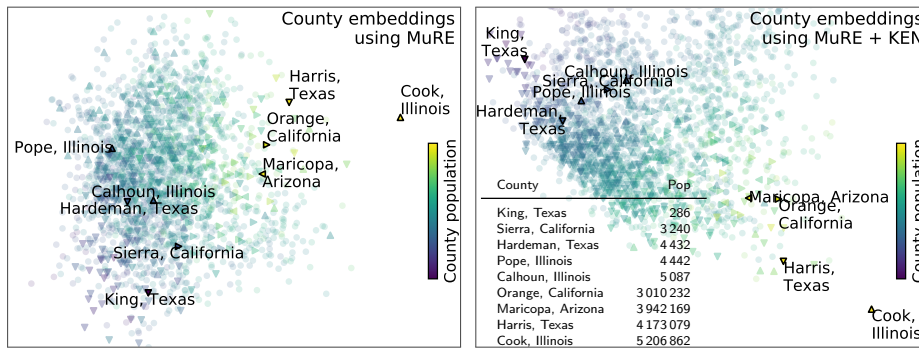 County embeddings
using MuRE
Harris,
Texas
Cook,
Illinois
Orange,
California
Pope, Illinois
Maricopa,
Arizona
Calhoun, Illinois
Hardeman, Texas
Sierra, California
King, Texas
County population
County embeddings
using MuRE + KEN
King,
Texas
Calhoun, Illinois
Sierra, California
Pope, Illinois
Hardeman,
Texas
Maricopa, Arizona
Orange,
California
Harris,
Texas
Cook,
Illinois
County population
County Pop
King, Texas 286
Sierra, California 3 240
Hardeman, Texas 4 432
Pope, Illinois 4 442
Calhoun, Illinois 5 087
Orange, California 3 010 232
Maricopa, Arizona 3 942 169
Harris, Texas 4 173 079
Cook, Illinois 5 206 862